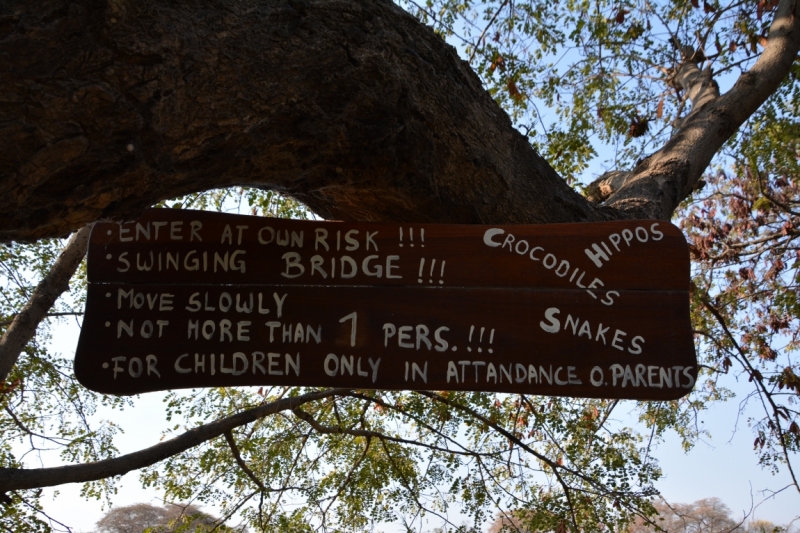 · ENTER AT OWN RISK !!!
· SWINGING BRIDGE !!!
· MOVE SLOWLY
· NOT MORE THAN 1 PERS. !!!
· FOR CHILDREN ONLY IN ATTANDANCE O. PARENTS
CROCODILES
HIPPOS
SNAKES